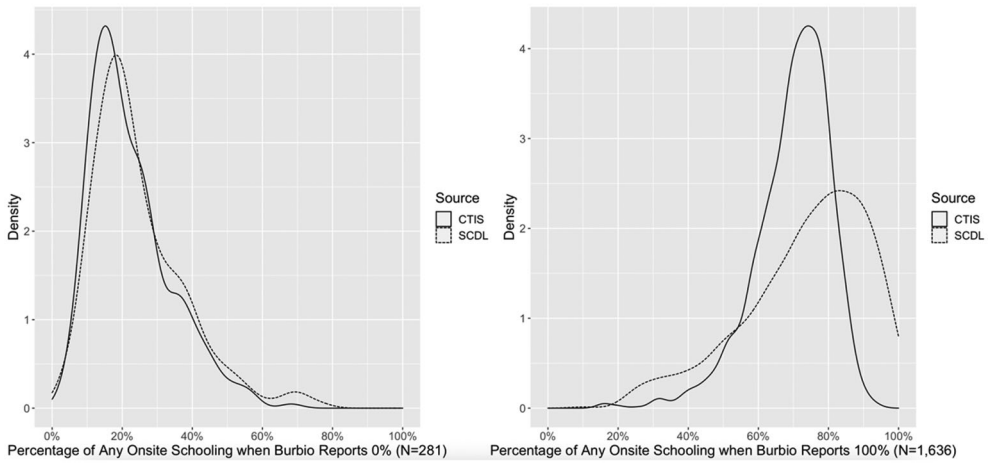 4
3
2
1
0
Density
0%
20%
40%
60%
80%
100%
Percentage of Any Onsite Schooling when Burbio Reports 0% (N=281)
Source
CTIS
SCDL
4
3
2
1
0
Density
0%
20%
40%
60%
80%
100%
Percentage of Any Onsite Schooling when Burbio Reports 100% (N=1,636)
Source
CTIS
SCDL